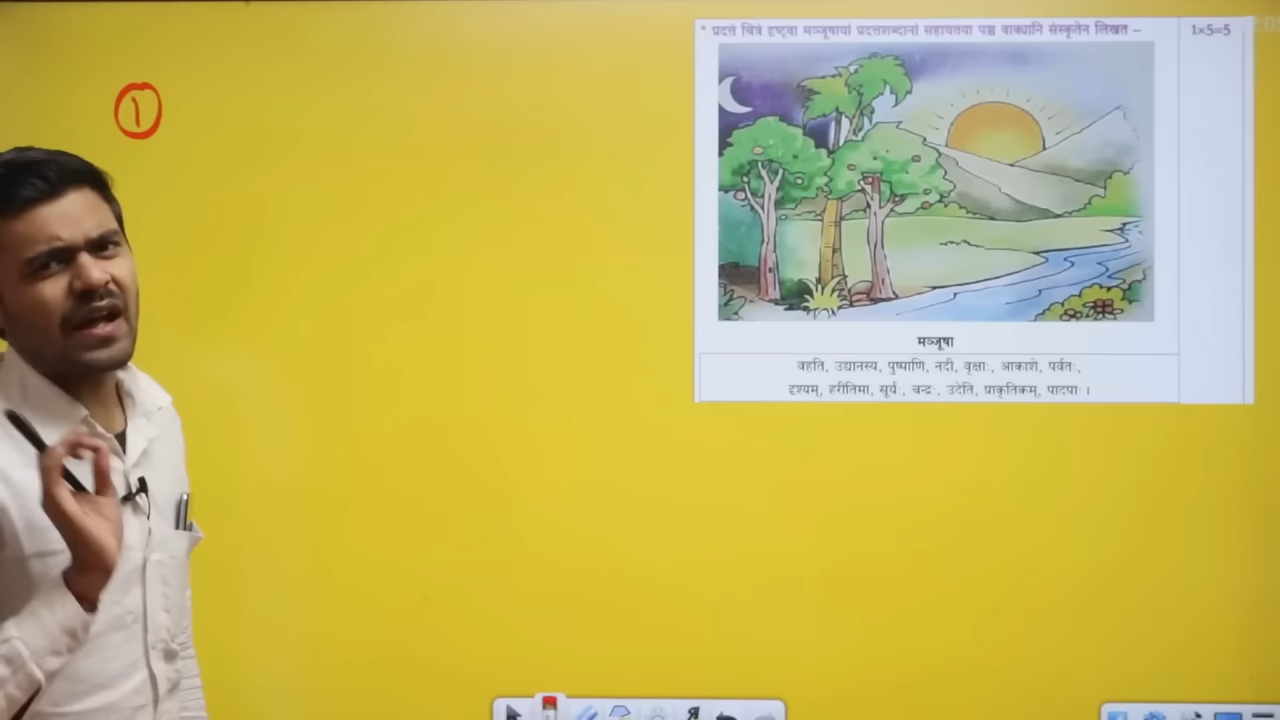 १
* प्रदत्तं चित्रं दृष्ट्वा मञ्जूषायां प्रदत्तशब्दानां सहायतया पञ्च वाक्यानि संस्कृतेन लिखत – 1×5=5
मञ्जूषा
वहति, उद्यानस्य, पुष्पाणि, नदी, वृक्षाः, आकाशे, पर्वतः,
दृश्यम्, हरीतिमा, सूर्यः, चन्द्रः, उदेति, प्राकृतिकम्, पादपाः ।